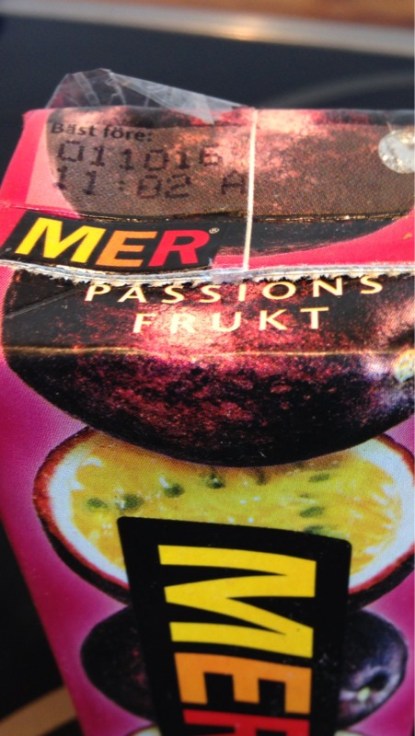 Bäst före:
011016
11:02 A
MER®
PASSIONS
FRUKT
MER